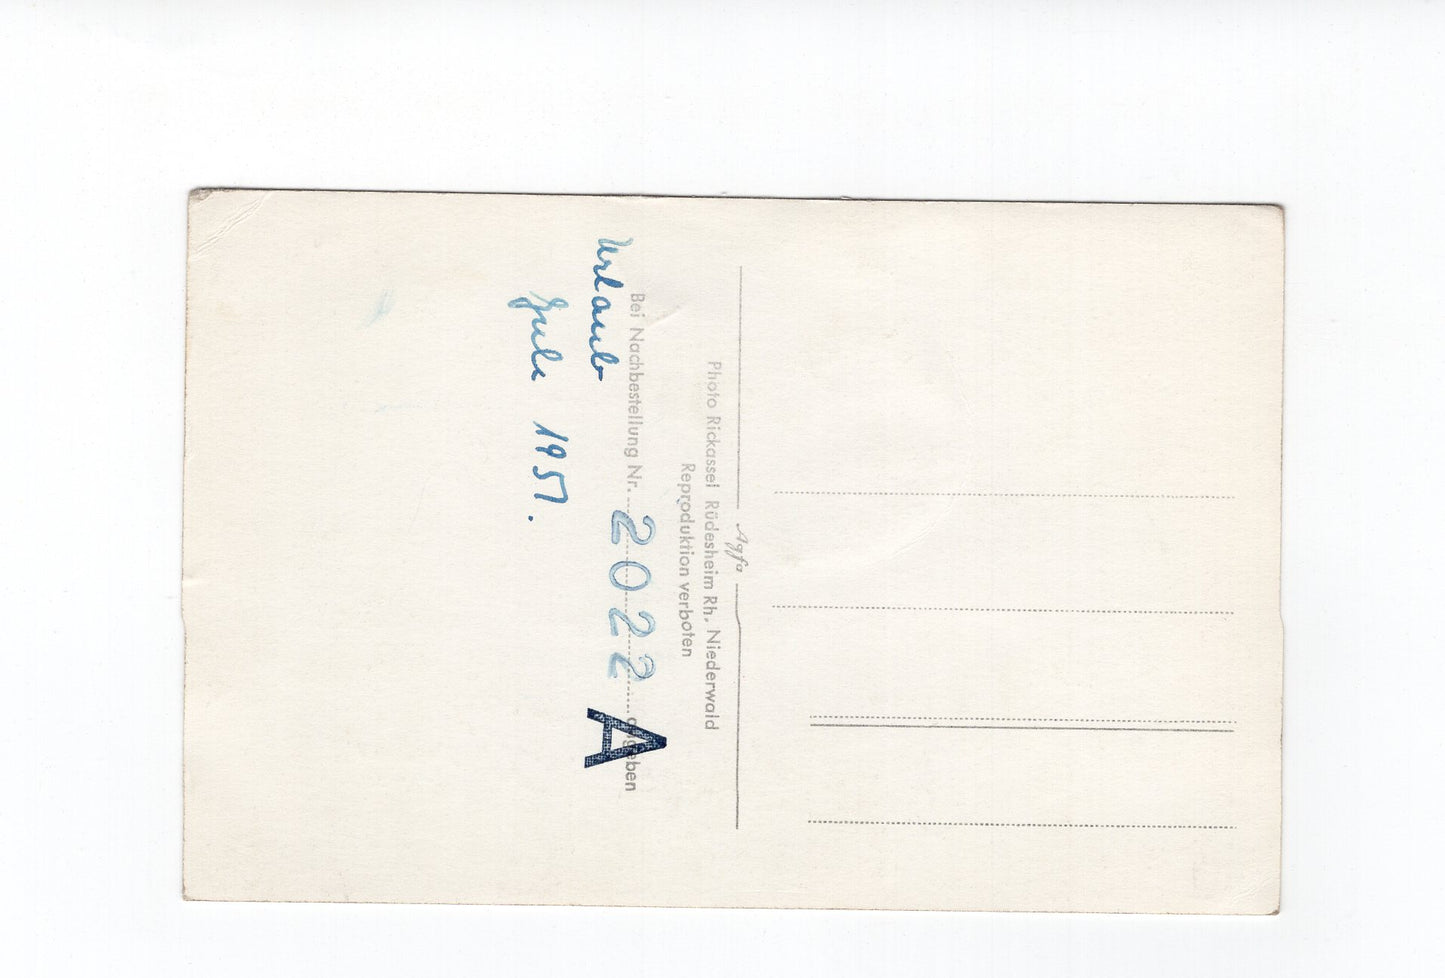 Agfa
Photo Rickassel Rüdesheim Rh., Niederwald
Reproduktion verboten
Bei Nachbestellung Nr. 2022 A angeben
Urlaub
Juli 1957.